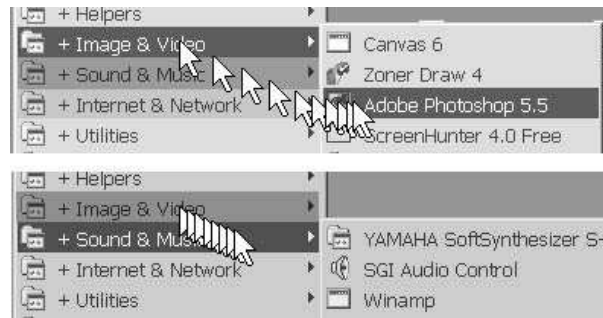 + Helpers
+ Image & Video
+ Sound & Music
+ Internet & Network
+ Utilities
Canvas 6
Zoner Draw 4
Adobe Photoshop 5.5
ScreenHunter 4.0 Free
+ Helpers
+ Image & Video
+ Sound & Music
+ Internet & Network
+ Utilities
YAMAHA SoftSynthesizer S-
SGI Audio Control
Winamp